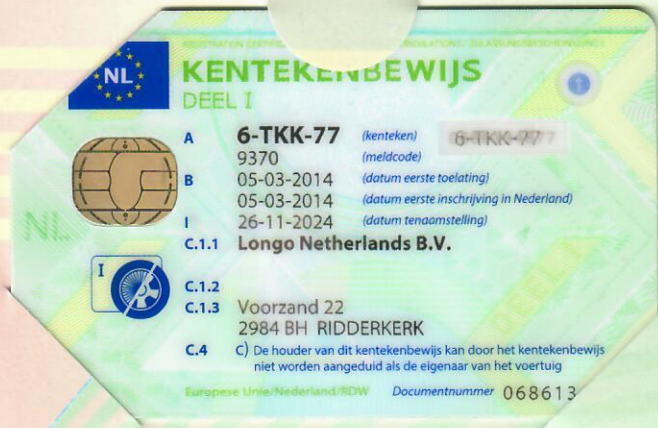 REGISTRATION CERTIFIC
NL
KENTEKENBEWIJS
DEEL I
A 6-TKK-77 (kenteken) 6-TKK-77
9370 (meldcode)
B 05-03-2014 (datum eerste toelating)
05-03-2014 (datum eerste inschrijving in Nederland)
I 26-11-2024 (datum tenaamstelling)
C.1.1 Longo Netherlands B.V.
NL
I
C.1.2
C.1.3 Voorzand 22
2984 BH RIDDERKERK
C.4 C) De houder van dit kentekenbewijs kan door het kentekenbewijs
niet worden aangeduid als de eigenaar van het voertuig
Europese Unie/Nederland/RDW Documentnummer 068613